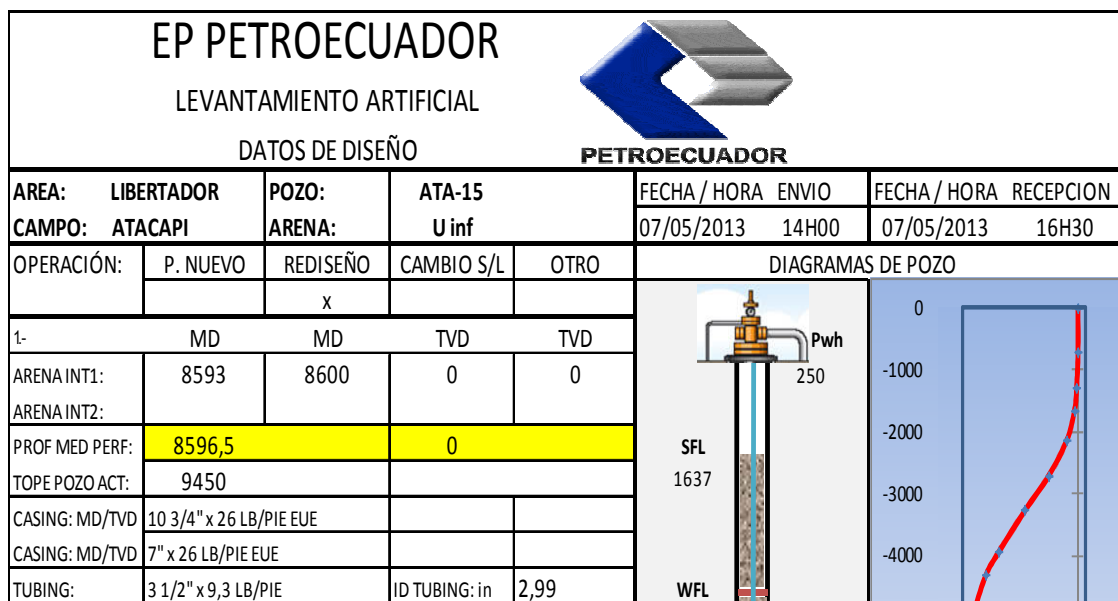 EP PETROECUADOR
LEVANTAMIENTO ARTIFICIAL
DATOS DE DISEÑO
PETROECUADOR
AREA: LIBERTADOR POZO: ATA-15 FECHA / HORA ENVIO FECHA / HORA RECEPCION
CAMPO: ATACAPI ARENA: U inf 07/05/2013 14H00 07/05/2013 16H30
OPERACIÓN: P. NUEVO REDISEÑO CAMBIO S/L OTRO DIAGRAMAS DE POZO
x
1.- MD MD TVD TVD
ARENA INT1: 8593 8600 0 0
ARENA INT2:
PROF MED PERF: 8596,5 0
TOPE POZO ACT: 9450
CASING: MD/TVD 10 3/4" x 26 LB/PIE EUE
CASING: MD/TVD 7" x 26 LB/PIE EUE
TUBING: 3 1/2" x 9,3 LB/PIE ID TUBING: in 2,99
Pwh
250
SFL
1637
WFL
0
-1000
-2000
-3000
-4000